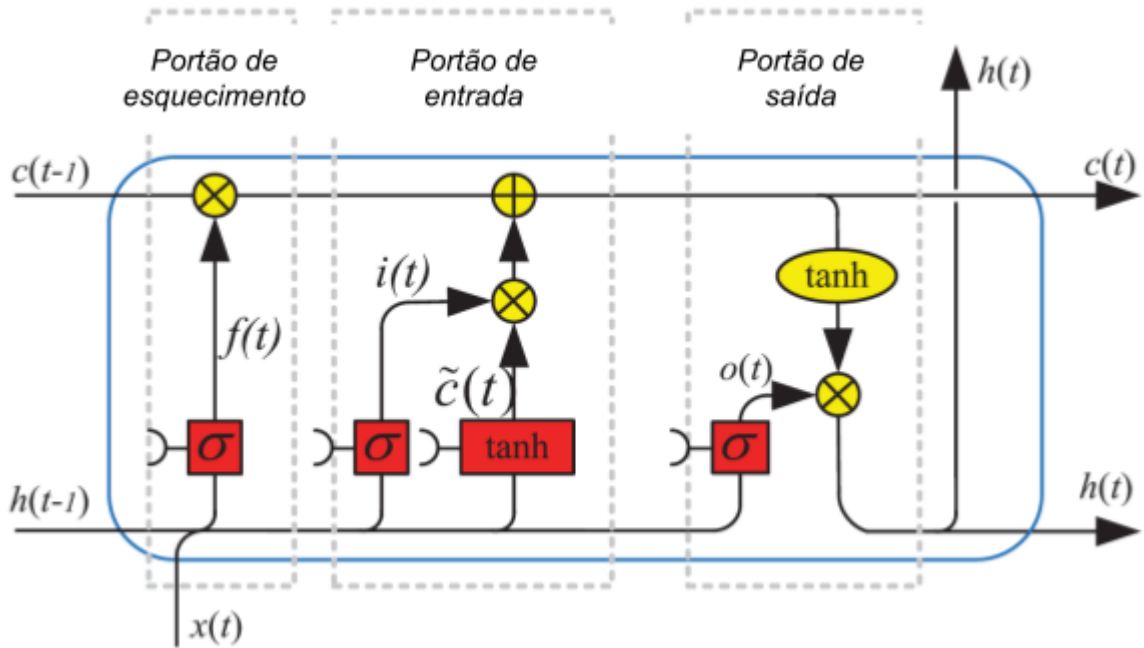 Portão de
esquecimento
Portão de
entrada
Portão de
saída
h(t)
c(t-1)
c(t)
i(t)
tanh
f(t)
c̃(t)
o(t)
σ
σ
tanh
σ
h(t-1)
h(t)
x(t)